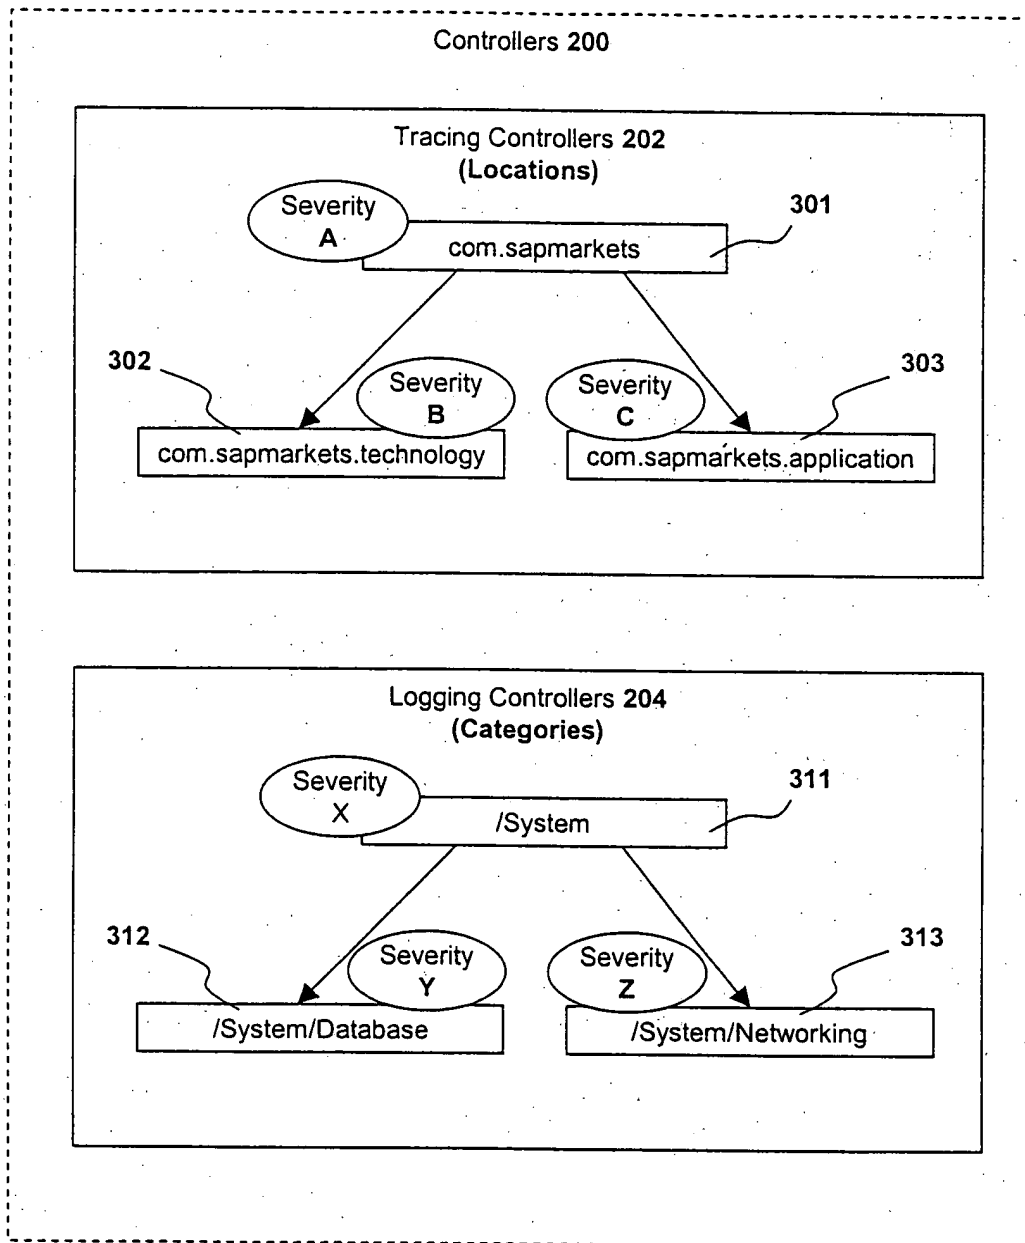 Controllers 200
Tracing Controllers 202
(Locations)
Severity
A
301
com.sapmarkets
302
Severity
B
Severity
C
303
com.sapmarkets.technology
com.sapmarkets.application
Logging Controllers 204
(Categories)
Severity
X
311
/System
312
Severity
Y
Severity
Z
313
/System/Database
/System/Networking